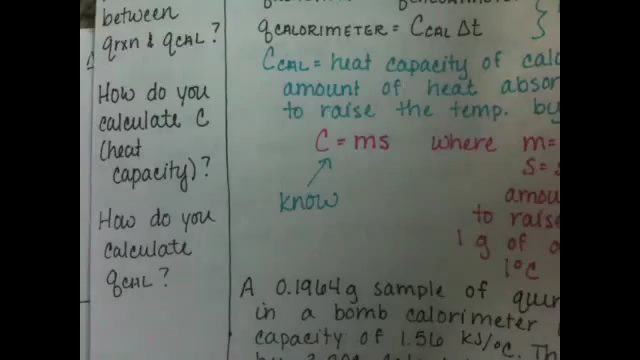 between
qrxn & qCAL?
How do you
calculate C
(heat
capacity)?
How do you
calculate
qCAL?
qCALORIMETER = CCAL Δt
CCAL = heat capacity of
amount of heat
to raise the temp. by
C = ms where m=
know
amou
to raise
1 g of a
1°C
A 0.1964g sample of
in a bomb calorimeter
capacity of 1.56 kJ/°C.